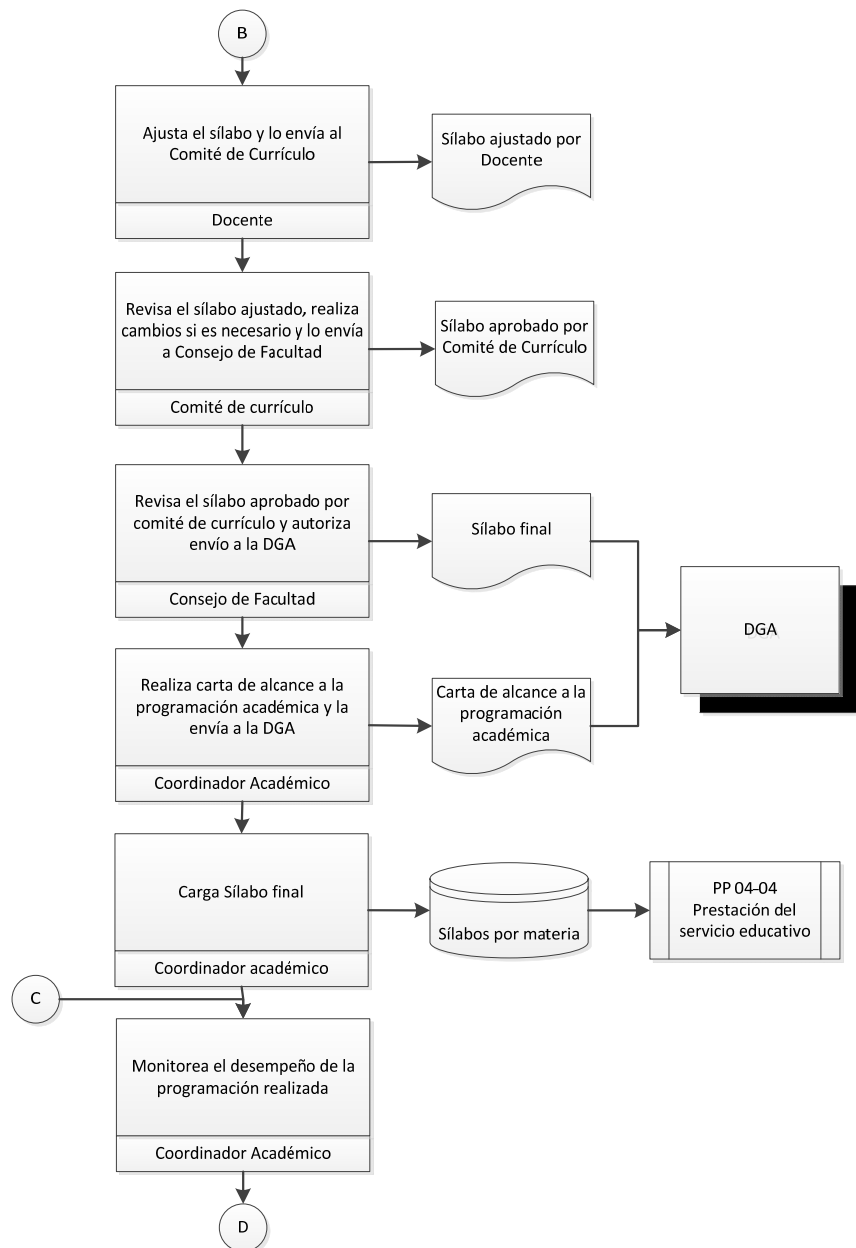 B
Ajusta el sílabo y lo envía al
Comité de Currículo
Docente
Sílabo ajustado por
Docente
Revisa el sílabo ajustado, realiza
cambios si es necesario y lo envía
a Consejo de Facultad
Comité de currículo
Sílabo aprobado por
Comité de Currículo
Revisa el sílabo aprobado por
comité de currículo y autoriza
envío a la DGA
Consejo de Facultad
Sílabo final
DGA
Realiza carta de alcance a la
programación académica y la
envía a la DGA
Coordinador Académico
Carta de alcance a la
programación
académica
Carga Sílabo final
Coordinador académico
Sílabos por materia
PP 04-04
Prestación del
servicio educativo
C
Monitorea el desempeño de la
programación realizada
Coordinador Académico
D